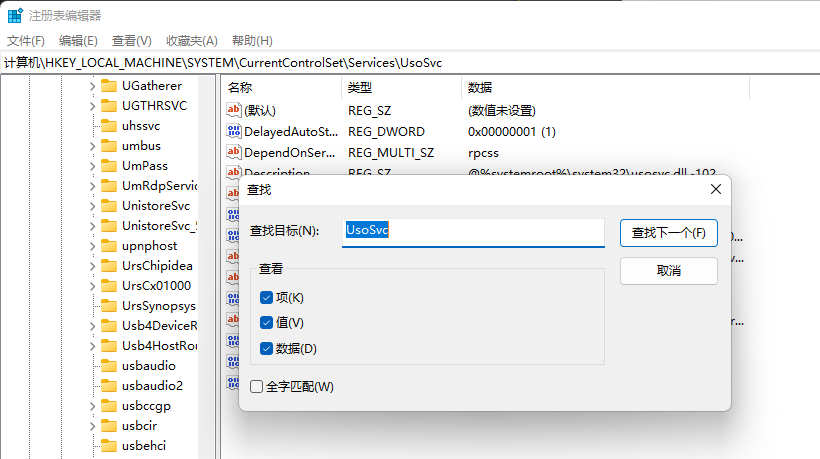 注册表编辑器
文件(F) 编辑(E) 查看(V) 收藏夹(A) 帮助(H)
计算机\HKEY_LOCAL_MACHINE\SYSTEM\CurrentControlSet\Services\UsoSvc
UGatherer
UGTHRSVC
uhssvc
umbus
UmPass
UmRdpServic
UnistoreSvc
UnistoreSvc_5
upnphost
UrsChipidea
UrsCx01000
UrsSynopsys
Usb4DeviceR
Usb4HostRou
usbaudio
usbaudio2
usbccgp
usbcir
usbehci
名称 类型 数据
(默认) REG_SZ (数值未设置)
DelayedAutoSt... REG_DWORD 0x00000001 (1)
DependOnSer... REG_MULTI_SZ rpcss
Description REG_SZ @%systemroot%\system32\usosvc.dll,-102
查找
查找目标(N): UsoSvc 查找下一个(F)
取消
查看
项(K)
值(V)
数据(D)
全字匹配(W)
0...
v...
r...